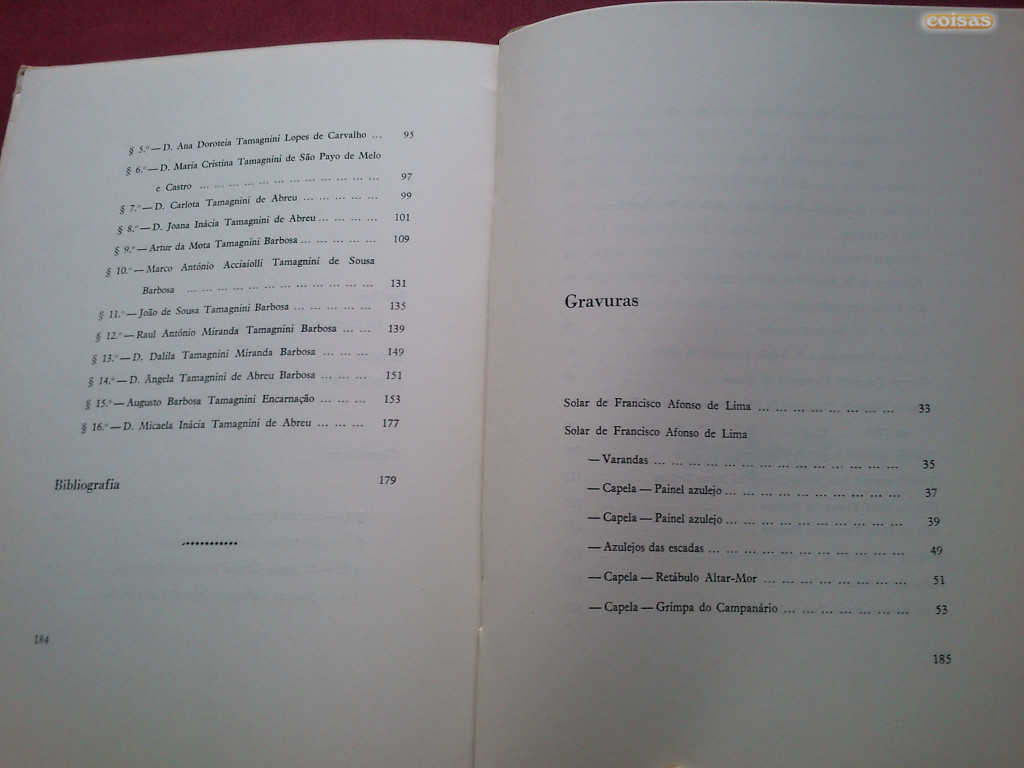 coisas
§ 5.º — D. Ana Doroteia Tamagnini Lopes de Carvalho ... 95
§ 6.º — D. Maria Cristina Tamagnini de São Payo de Melo
e Castro ... ... ... ... ... ... ... ... ... ... ... ... 97
§ 7.º — D. Carlota Tamagnini de Abreu ... ... ... ... ... 99
§ 8.º — D. Joana Inácia Tamagnini de Abreu ... ... ... ... 101
§ 9.º — Artur da Mota Tamagnini Barbosa ... ... ... ... ... 109
§ 10.º — Marco António Acciaiolli Tamagnini de Sousa
Barbosa ... ... ... ... ... ... ... ... ... ... ... ... 131
§ 11.º — João de Sousa Tamagnini Barbosa ... ... ... ... ... 135
§ 12.º — Raul António Miranda Tamagnini Barbosa ... ... 139
§ 13.º — D. Dalila Tamagnini Miranda Barbosa ... ... ... 149
§ 14.º — D. Ângela Tamagnini de Abreu Barbosa ... ... ... 151
§ 15.º — Augusto Barbosa Tamagnini Encarnação ... ... ... 153
§ 16.º — D. Micaela Inácia Tamagnini de Abreu ... ... ... 177
Bibliografia 179
184
Gravuras
Solar de Francisco Afonso de Lima ... ... ... ... ... ... ... ... 33
Solar de Francisco Afonso de Lima
— Varandas ... ... ... ... ... ... ... ... ... ... ... ... 35
— Capela — Painel azulejo ... ... ... ... ... ... ... ... ... 37
— Capela — Painel azulejo ... ... ... ... ... ... ... ... ... 39
— Azulejos das escadas ... ... ... ... ... ... ... ... ... ... 49
— Capela — Retábulo Altar-Mor ... ... ... ... ... ... ... ... 51
— Capela — Grimpa do Campanário ... ... ... ... ... ... ... 53
185